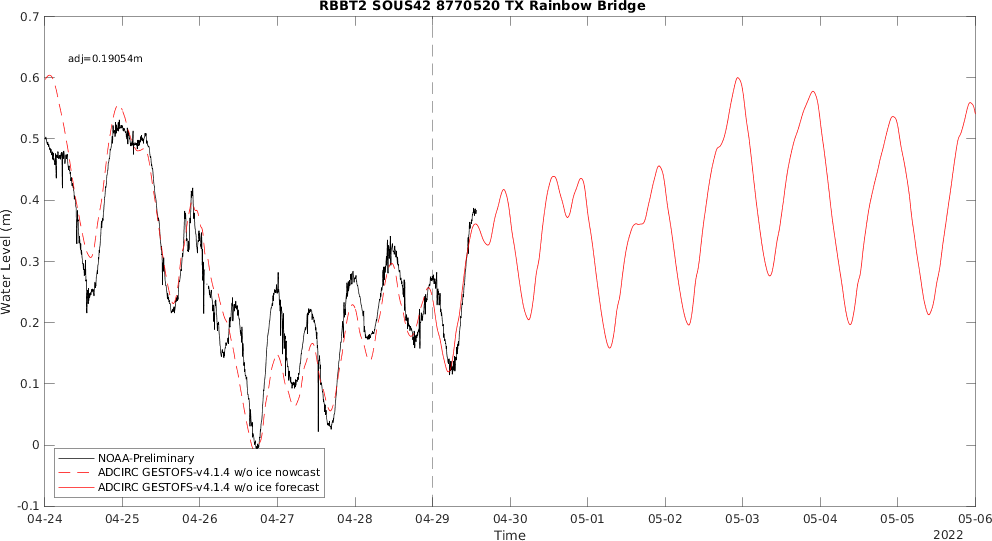 RBBT2 SOUS42 8770520 TX Rainbow Bridge
0.7
adj=0.19054m
0.6
0.5
0.4
0.3
0.2
0.1
0
-0.1
Water Level (m)
NOAA-Preliminary
ADCIRC GESTOFS-v4.1.4 w/o ice nowcast
ADCIRC GESTOFS-v4.1.4 w/o ice forecast
04-24 04-25 04-26 04-27 04-28 04-29 04-30 05-01 05-02 05-03 05-04 05-05 05-06
Time
2022